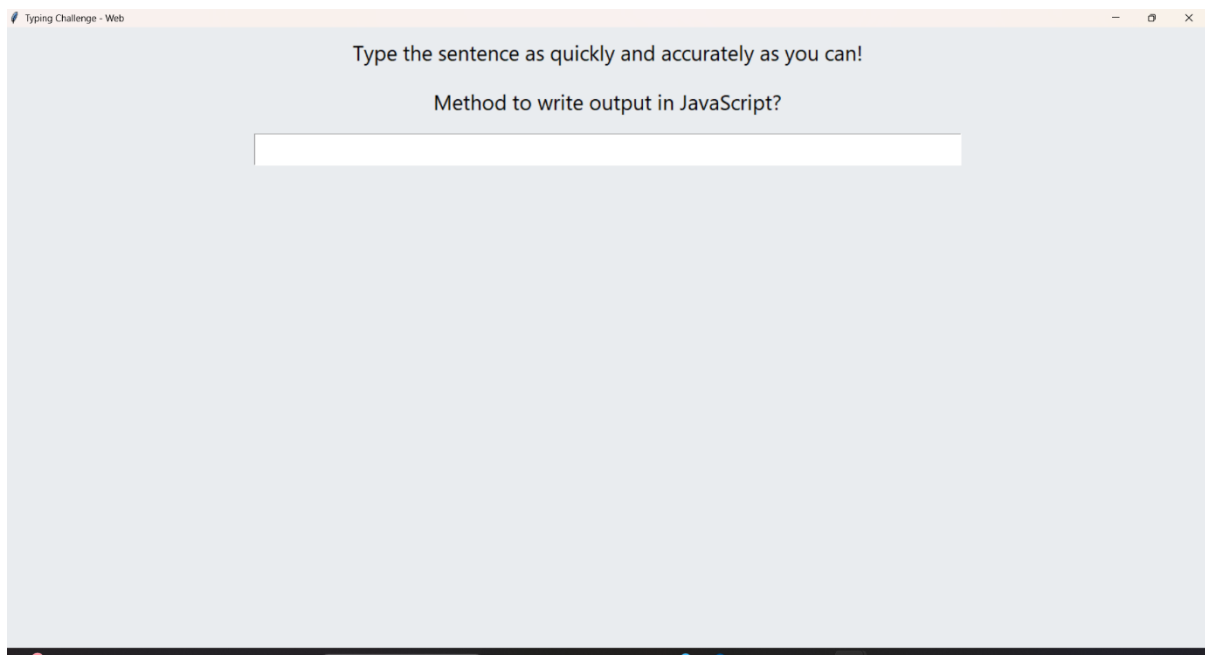 Typing Challenge - Web
Type the sentence as quickly and accurately as you can!
Method to write output in JavaScript?